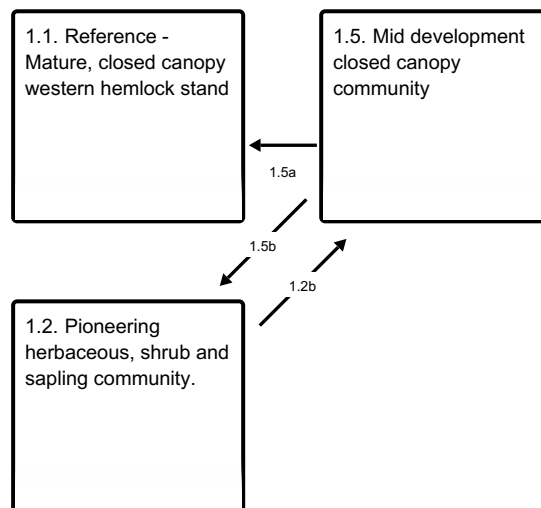 1.1. Reference -
Mature, closed canopy
western hemlock stand
1.5. Mid development
closed canopy
community
1.5a
1.5b
1.2b
1.2. Pioneering
herbaceous, shrub and
sapling community.